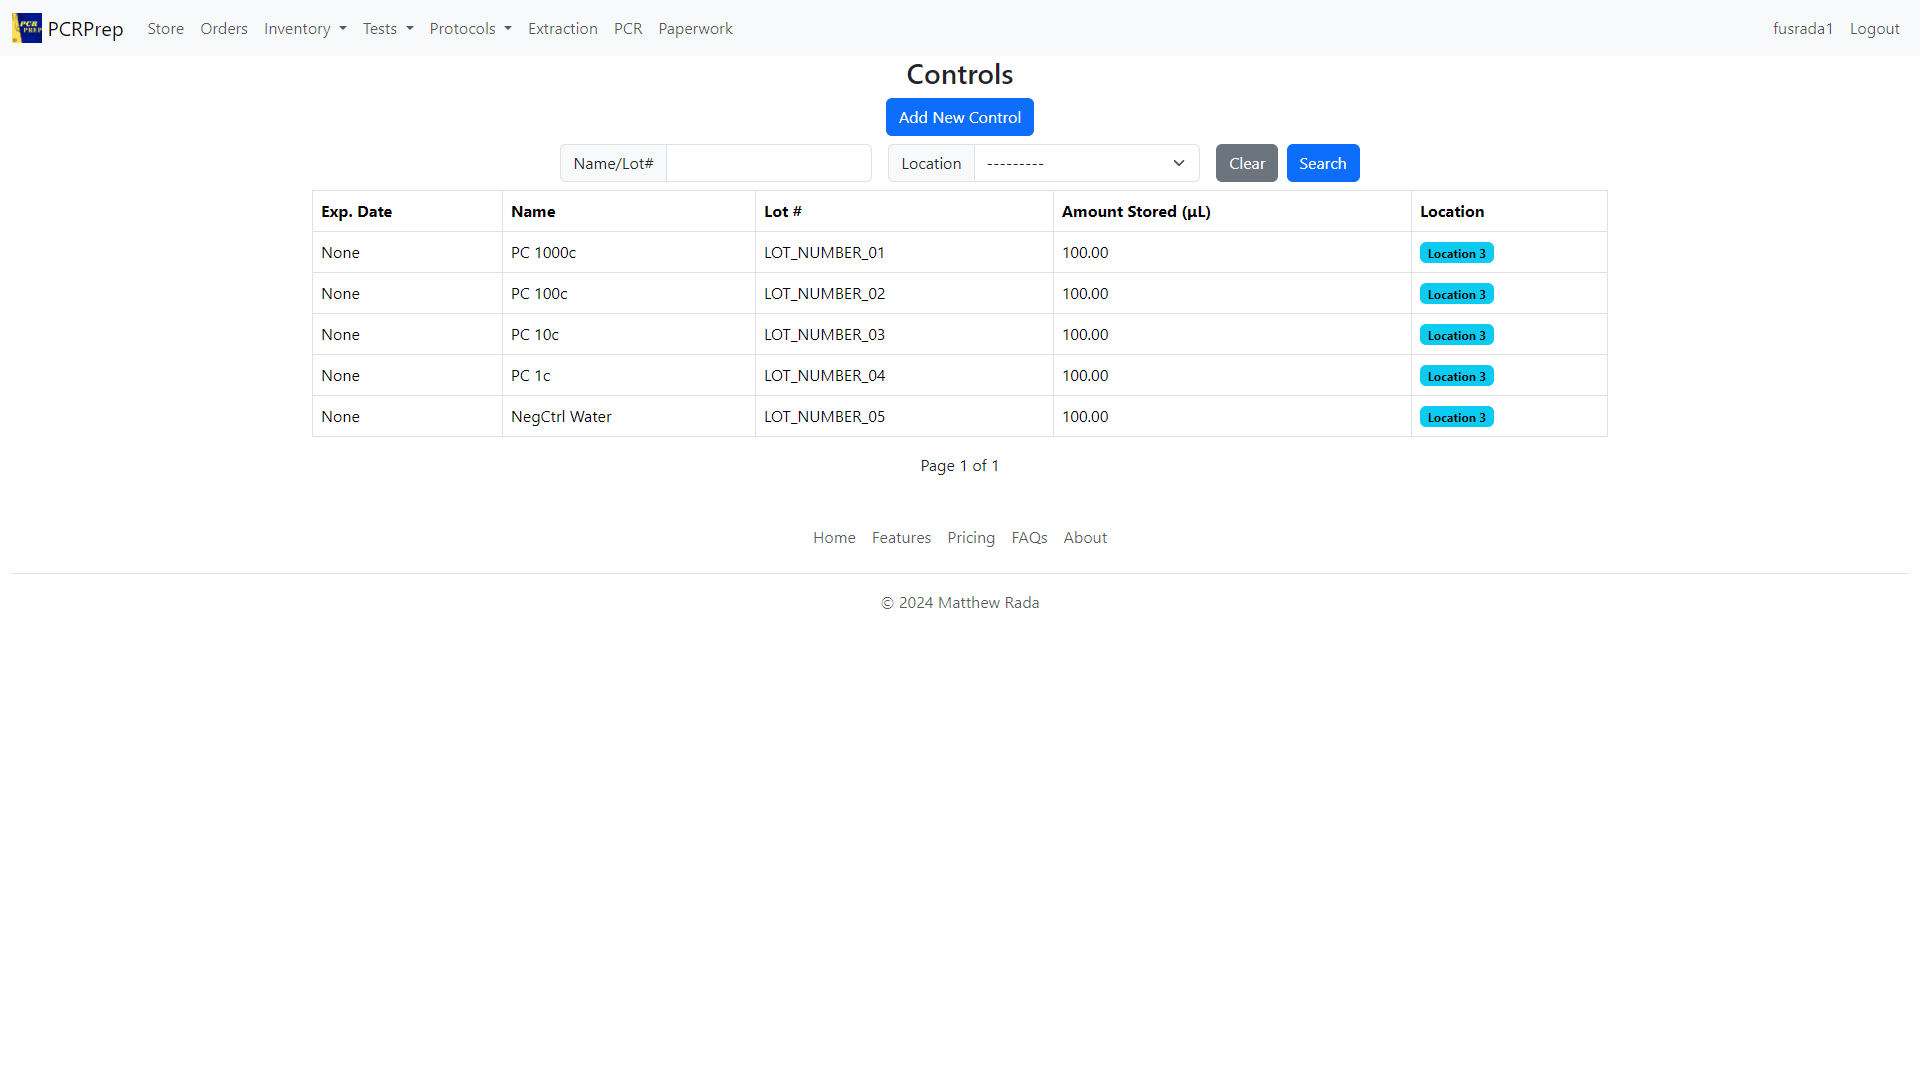 PCR PREP PCRPrep Store Orders Inventory Tests Protocols Extraction PCR Paperwork fusrada1 Logout
Controls
Add New Control
Name/Lot# Location --------- Clear Search
Exp. Date Name Lot # Amount Stored (µL) Location
None PC 1000c LOT_NUMBER_01 100.00 Location 3
None PC 100c LOT_NUMBER_02 100.00 Location 3
None PC 10c LOT_NUMBER_03 100.00 Location 3
None PC 1c LOT_NUMBER_04 100.00 Location 3
None NegCtrl Water LOT_NUMBER_05 100.00 Location 3
Page 1 of 1
Home Features Pricing FAQs About
© 2024 Matthew Rada